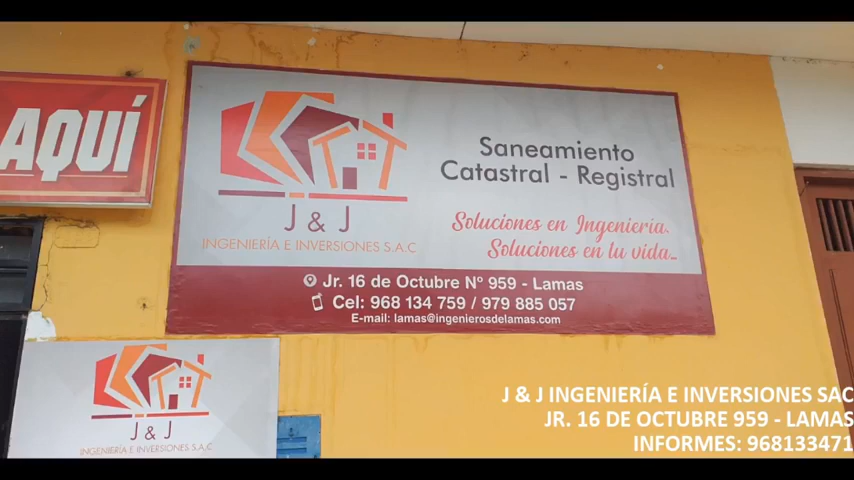 AQUÍ
J & J
INGENIERÍA E INVERSIONES S.A.C
Saneamiento
Catastral - Registral
Soluciones en Ingeniería,
Soluciones en tu vida...
Jr. 16 de Octubre Nº 959 - Lamas
Cel: 968 134 759 / 979 885 057
E-mail: lamas@ingenierosdelamas.com
J & J
INGENIERÍA E INVERSIONES S.A.C
J & J INGENIERÍA E INVERSIONES SAC
JR. 16 DE OCTUBRE 959 - LAMAS
INFORMES: 968133471